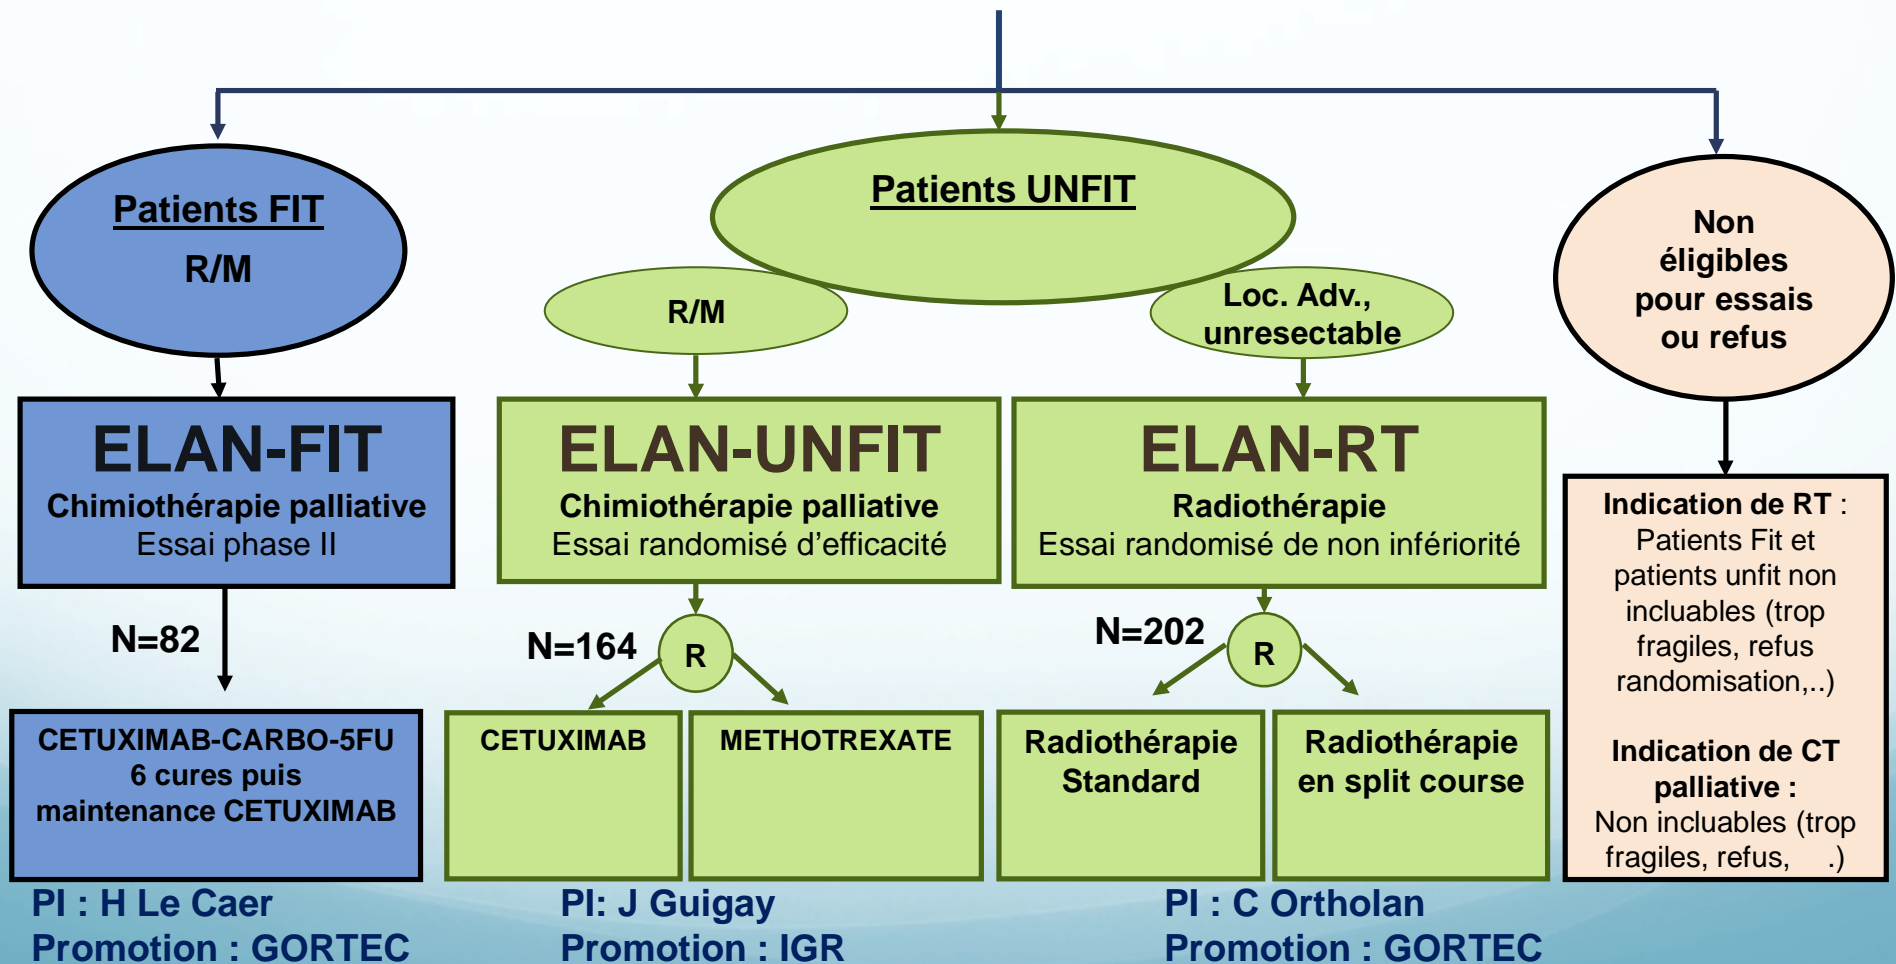 Patients FIT
R/M
Patients UNFIT
R/M
Loc. Adv.,
unresectable
Non
éligibles
pour essais
ou refus
ELAN-FIT
Chimiothérapie palliative
Essai phase II
ELAN-UNFIT
Chimiothérapie palliative
Essai randomisé d'efficacité
ELAN-RT
Radiothérapie
Essai randomisé de non infériorité
Indication de RT :
Patients Fit et
patients unfit non
incluables (trop
fragiles, refus
randomisation,..)
Indication de CT
palliative :
Non incluables (trop
fragiles, refus, .)
N=82
N=164
R
N=202
R
CETUXIMAB-CARBO-5FU
6 cures puis
maintenance CETUXIMAB
CETUXIMAB
METHOTREXATE
Radiothérapie
Standard
Radiothérapie
en split course
PI : H Le Caer
Promotion : GORTEC
PI: J Guigay
Promotion : IGR
PI : C Ortholan
Promotion : GORTEC